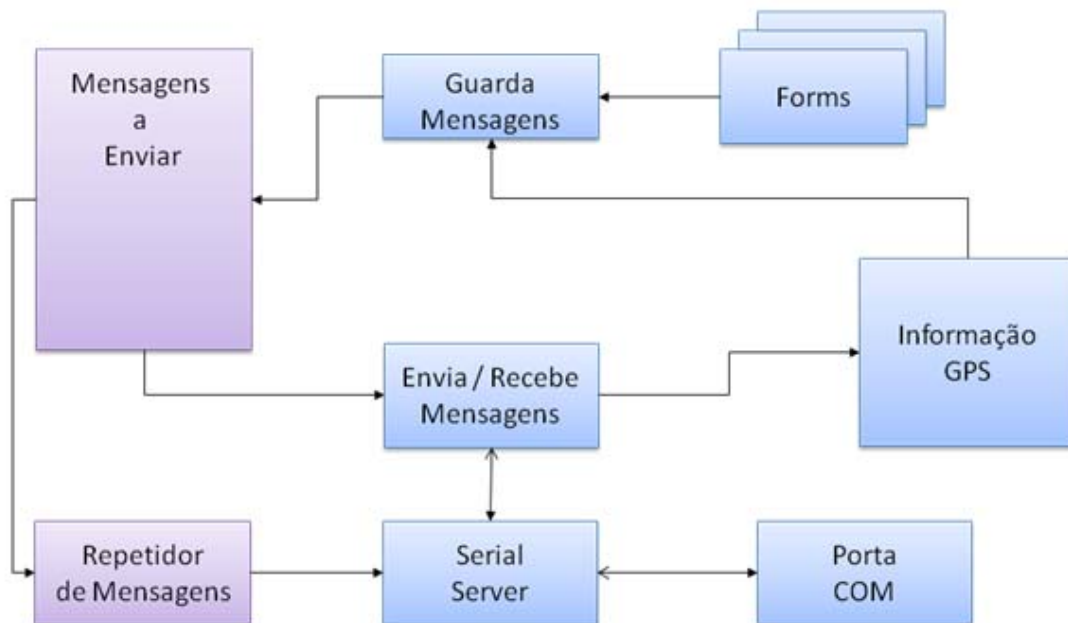 Mensagens
a
Enviar
Guarda
Mensagens
Forms
Informação
GPS
Envia / Recebe
Mensagens
Repetidor
de Mensagens
Serial
Server
Porta
COM